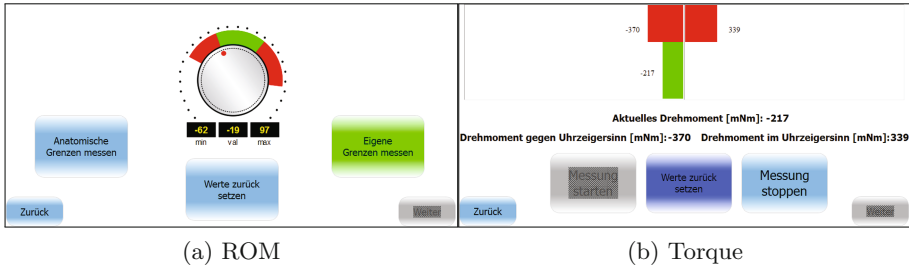 -62 -19 97
min val max
Anatomische
Grenzen messen
Eigene
Grenzen messen
Werte zurück
setzen
Zurück
Weiter
(a) ROM
-370
339
-217
Aktuelles Drehmoment [mNm]: -217
Drehmoment gegen Uhrzeigersinn [mNm]:-370 Drehmoment im Uhrzeigersinn [mNm]:339
Messung
starten
Werte zurück
setzen
Messung
stoppen
Zurück
Weiter
(b) Torque